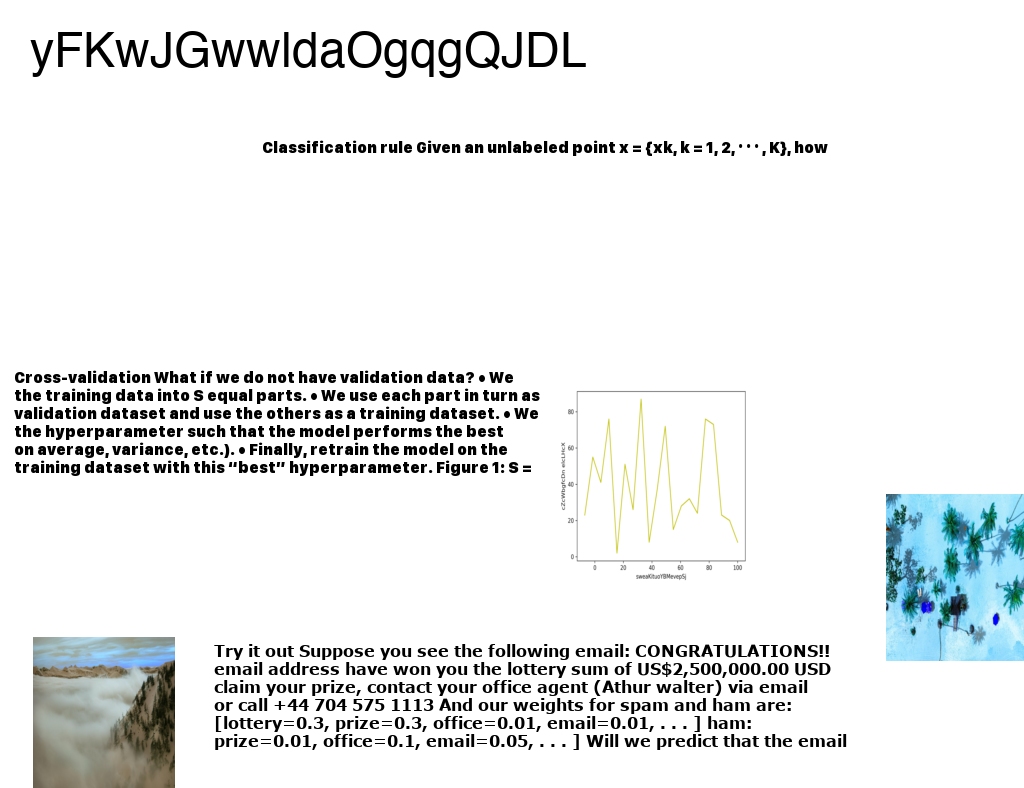 yFKwJGwwldaOgqgQJDL
Classification rule Given an unlabeled point x = {xk, k = 1, 2, · · · , K}, how
Cross-validation What if we do not have validation data? • We
the training data into S equal parts. • We use each part in turn as
validation dataset and use the others as a training dataset. • We
the hyperparameter such that the model performs the best
on average, variance, etc.). • Finally, retrain the model on the
training dataset with this “best” hyperparameter. Figure 1: S =
80
60
40
20
0
0 20 40 60 80 100
sweaKituoYBMevepSj
Try it out Suppose you see the following email: CONGRATULATIONS!!
email address have won you the lottery sum of US$2,500,000.00 USD
claim your prize, contact your office agent (Athur walter) via email
or call +44 704 575 1113 And our weights for spam and ham are:
[lottery=0.3, prize=0.3, office=0.01, email=0.01, . . . ] ham:
prize=0.01, office=0.1, email=0.05, . . . ] Will we predict that the email